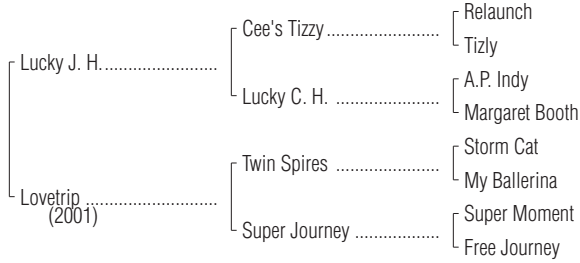 Relaunch
Cee's Tizzy
Tizly
Lucky J. H.
A.P. Indy
Lucky C. H.
Margaret Booth
Storm Cat
Twin Spires
My Ballerina
Lovetrip
(2001)
Super Moment
Super Journey
Free Journey